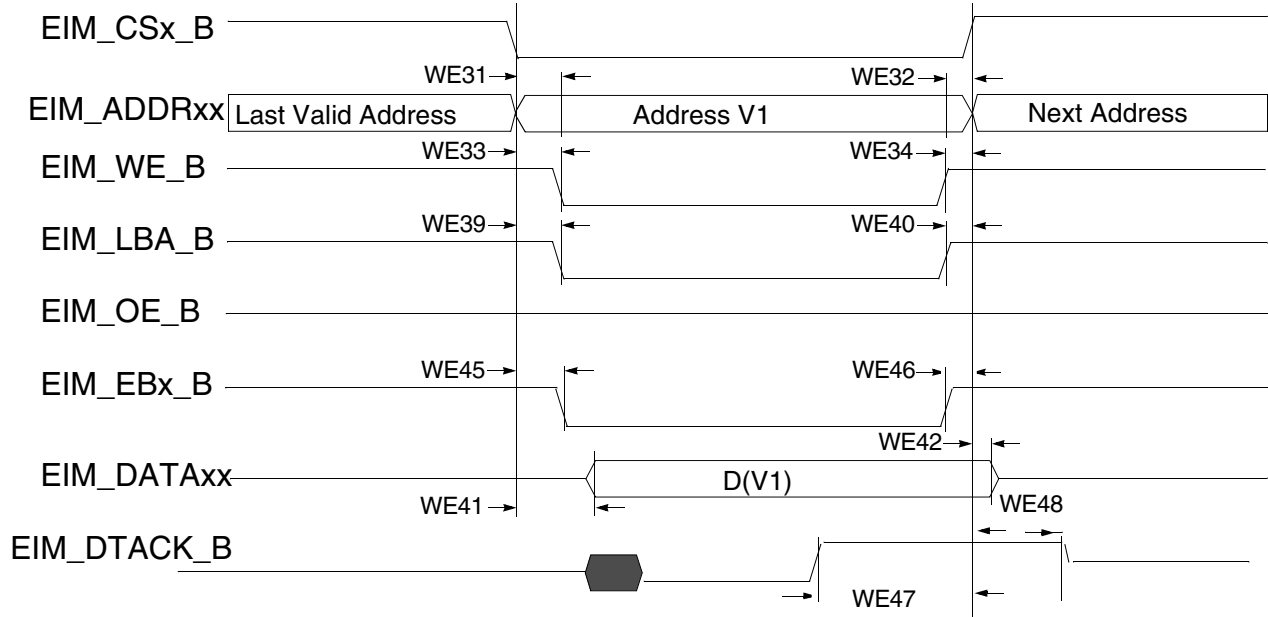 EIM_CSx_B
WE31
WE32
EIM_ADDRxx
Last Valid Address
Address V1
Next Address
WE33
WE34
EIM_WE_B
WE39
WE40
EIM_LBA_B
EIM_OE_B
WE45
WE46
EIM_EBx_B
WE42
EIM_DATAxx
D(V1)
WE41
WE48
EIM_DTACK_B
WE47